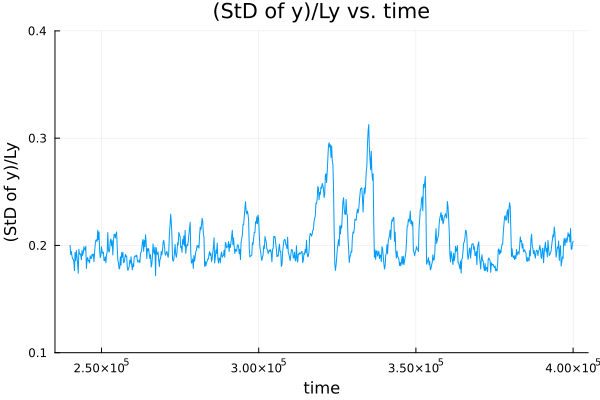 (StD of y)/Ly vs. time
(StD of y)/Ly
0.4
0.3
0.2
0.1
2.50×10⁵ 3.00×10⁵ 3.50×10⁵ 4.00×10⁵
time